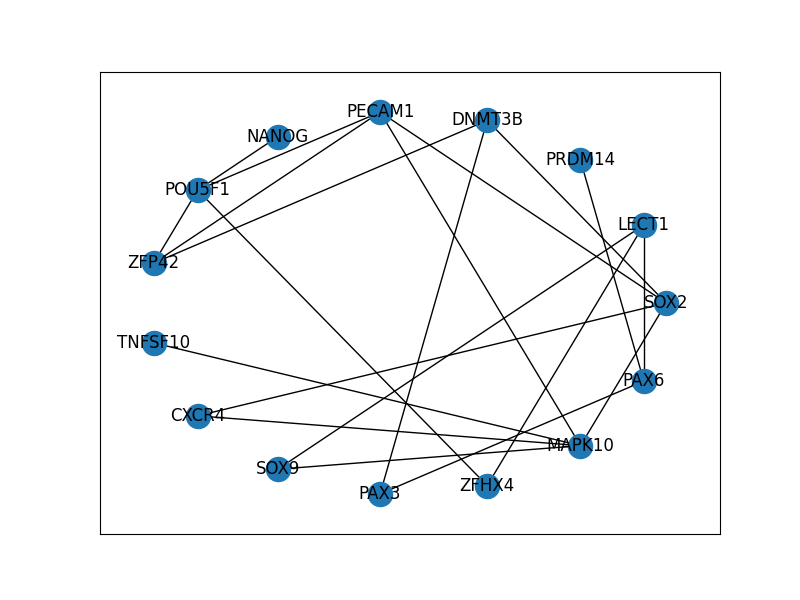 PECAM1
DNMT3B
NANOG
PRDM14
POU5F1
LECT1
ZFP42
SOX2
TNFSF10
PAX6
CXCR4
MAPK10
SOX9
ZFHX4
PAX3